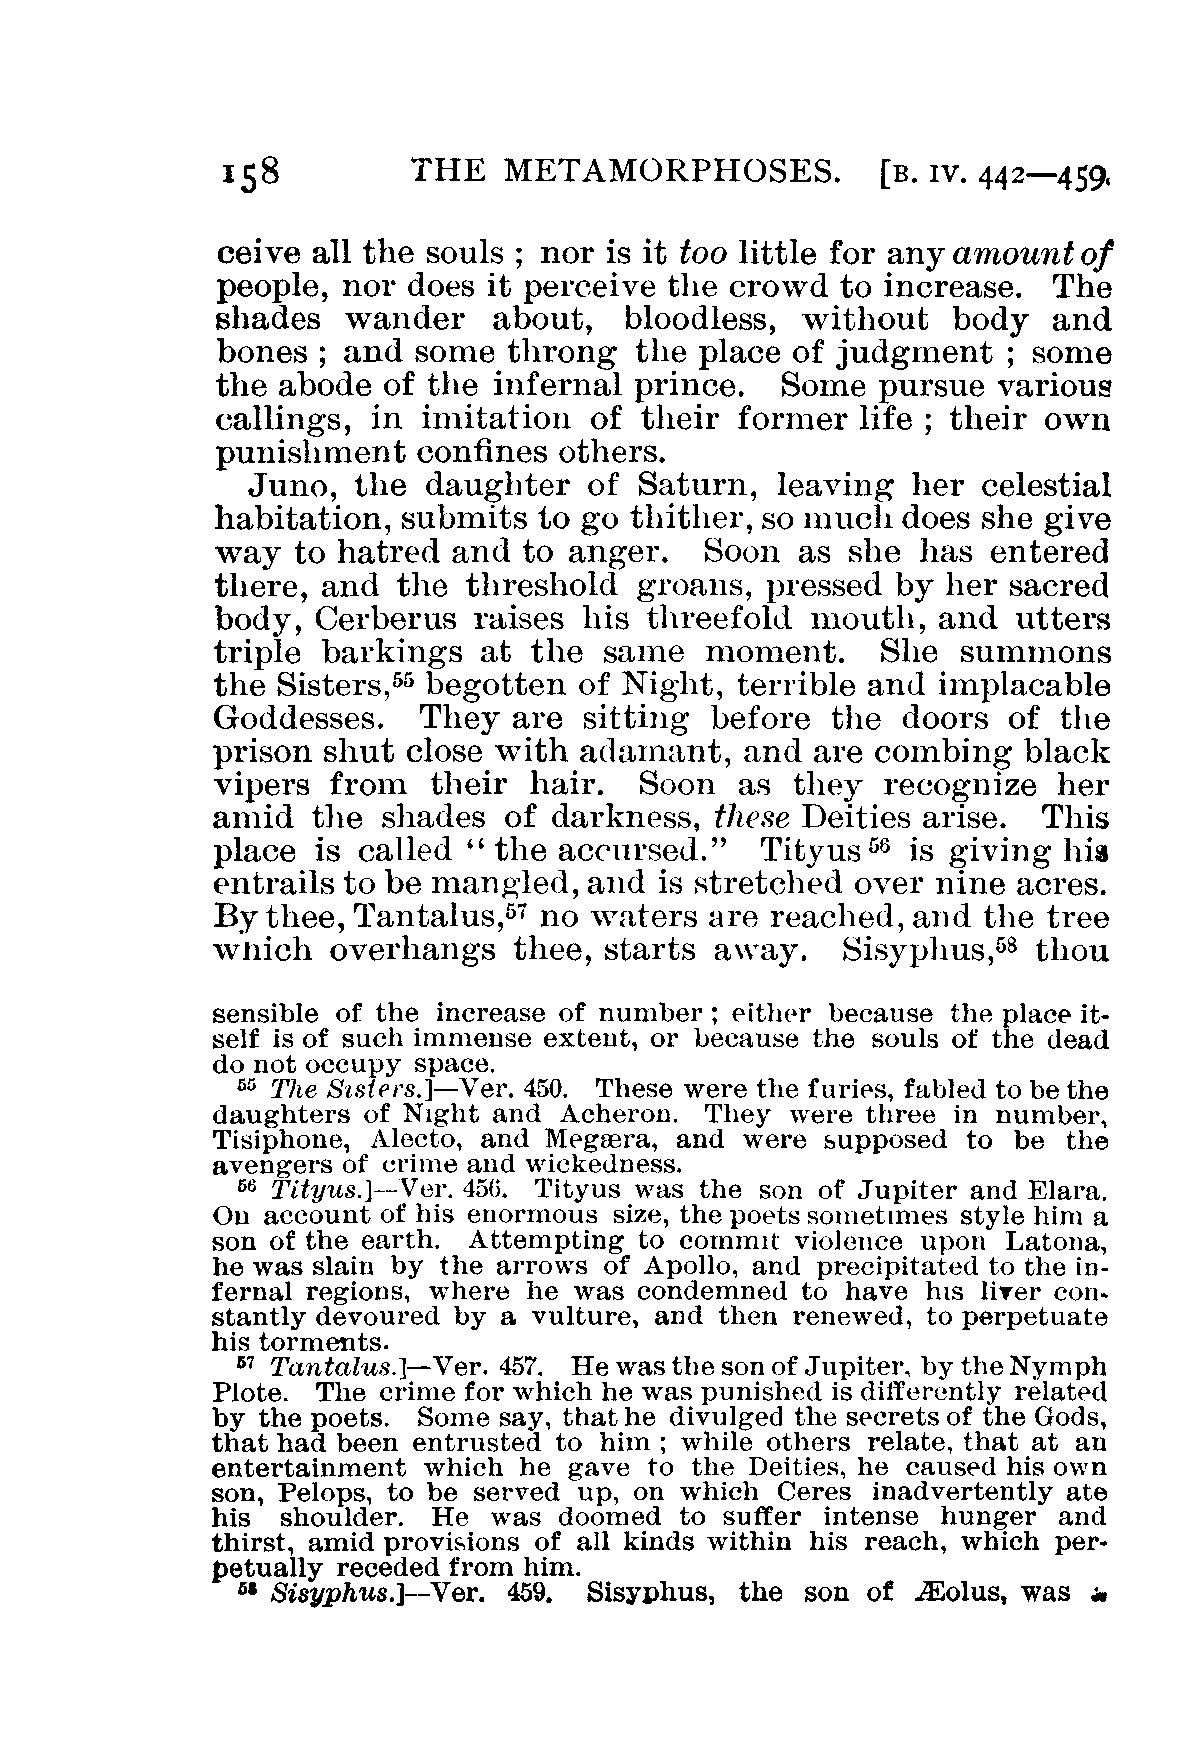 158 THE METAMORPHOSES. [B. IV. 442—459.
ceive all the souls ; nor is it too little for any amount of
people, nor does it perceive the crowd to increase. The
shades wander about, bloodless, without body and
bones ; and some throng the place of judgment ; some
the abode of the infernal prince. Some pursue various
callings, in imitation of their former life ; their own
punishment confines others.
Juno, the daughter of Saturn, leaving her celestial
habitation, submits to go thither, so much does she give
way to hatred and to anger. Soon as she has entered
there, and the threshold groans, pressed by her sacred
body, Cerberus raises his threefold mouth, and utters
triple barkings at the same moment. She summons
the Sisters,⁵⁵ begotten of Night, terrible and implacable
Goddesses. They are sitting before the doors of the
prison shut close with adamant, and are combing black
vipers from their hair. Soon as they recognize her
amid the shades of darkness, these Deities arise. This
place is called “ the accursed.” Tityus ⁵⁶ is giving his
entrails to be mangled, and is stretched over nine acres.
By thee, Tantalus,⁵⁷ no waters are reached, and the tree
which overhangs thee, starts away. Sisyphus,⁵⁸ thou
sensible of the increase of number ; either because the place it-
self is of such immense extent, or because the souls of the dead
do not occupy space.
⁵⁵ The Sisters.]—Ver. 450. These were the furies, fabled to be the
daughters of Night and Acheron. They were three in number,
Tisiphone, Alecto, and Megæra, and were supposed to be the
avengers of crime and wickedness.
⁵⁶ Tityus.]—Ver. 456. Tityus was the son of Jupiter and Elara.
On account of his enormous size, the poets sometimes style him a
son of the earth. Attempting to commit violence upon Latona,
he was slain by the arrows of Apollo, and precipitated to the in-
fernal regions, where he was condemned to have his liver con-
stantly devoured by a vulture, and then renewed, to perpetuate
his torments.
⁵⁷ Tantalus.]—Ver. 457. He was the son of Jupiter, by the Nymph
Plote. The crime for which he was punished is differently related
by the poets. Some say, that he divulged the secrets of the Gods,
that had been entrusted to him ; while others relate, that at an
entertainment which he gave to the Deities, he caused his own
son, Pelops, to be served up, on which Ceres inadvertently ate
his shoulder. He was doomed to suffer intense hunger and
thirst, amid provisions of all kinds within his reach, which per-
petually receded from him.
⁵⁸ Sisyphus.]—Ver. 459. Sisyphus, the son of Æolus, was